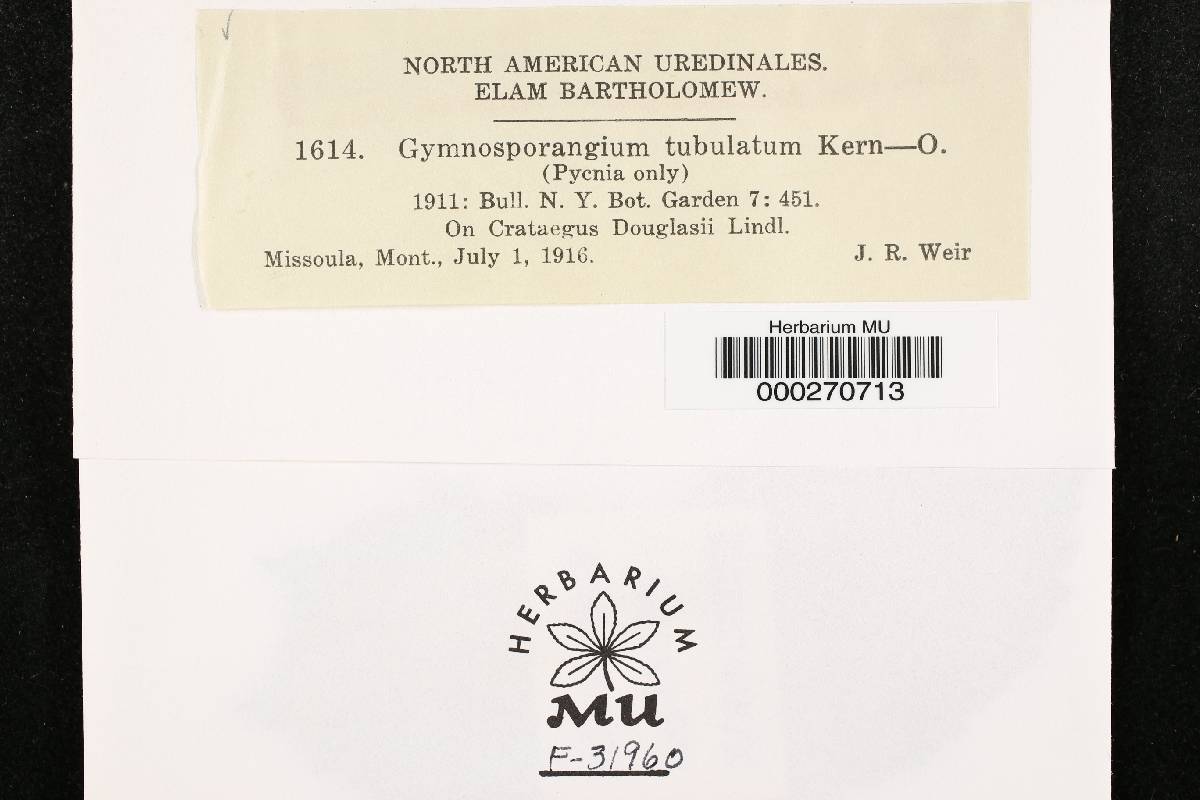 NORTH AMERICAN UREDINALES.
ELAM BARTHOLOMEW.
1614. Gymnosporangium tubulatum Kern—O.
(Pycnia only)
1911: Bull. N. Y. Bot. Garden 7: 451.
On Crataegus Douglasii Lindl.
Missoula, Mont., July 1, 1916. J. R. Weir
Herbarium MU
000270713
HERBARIUM
MU
F-31960